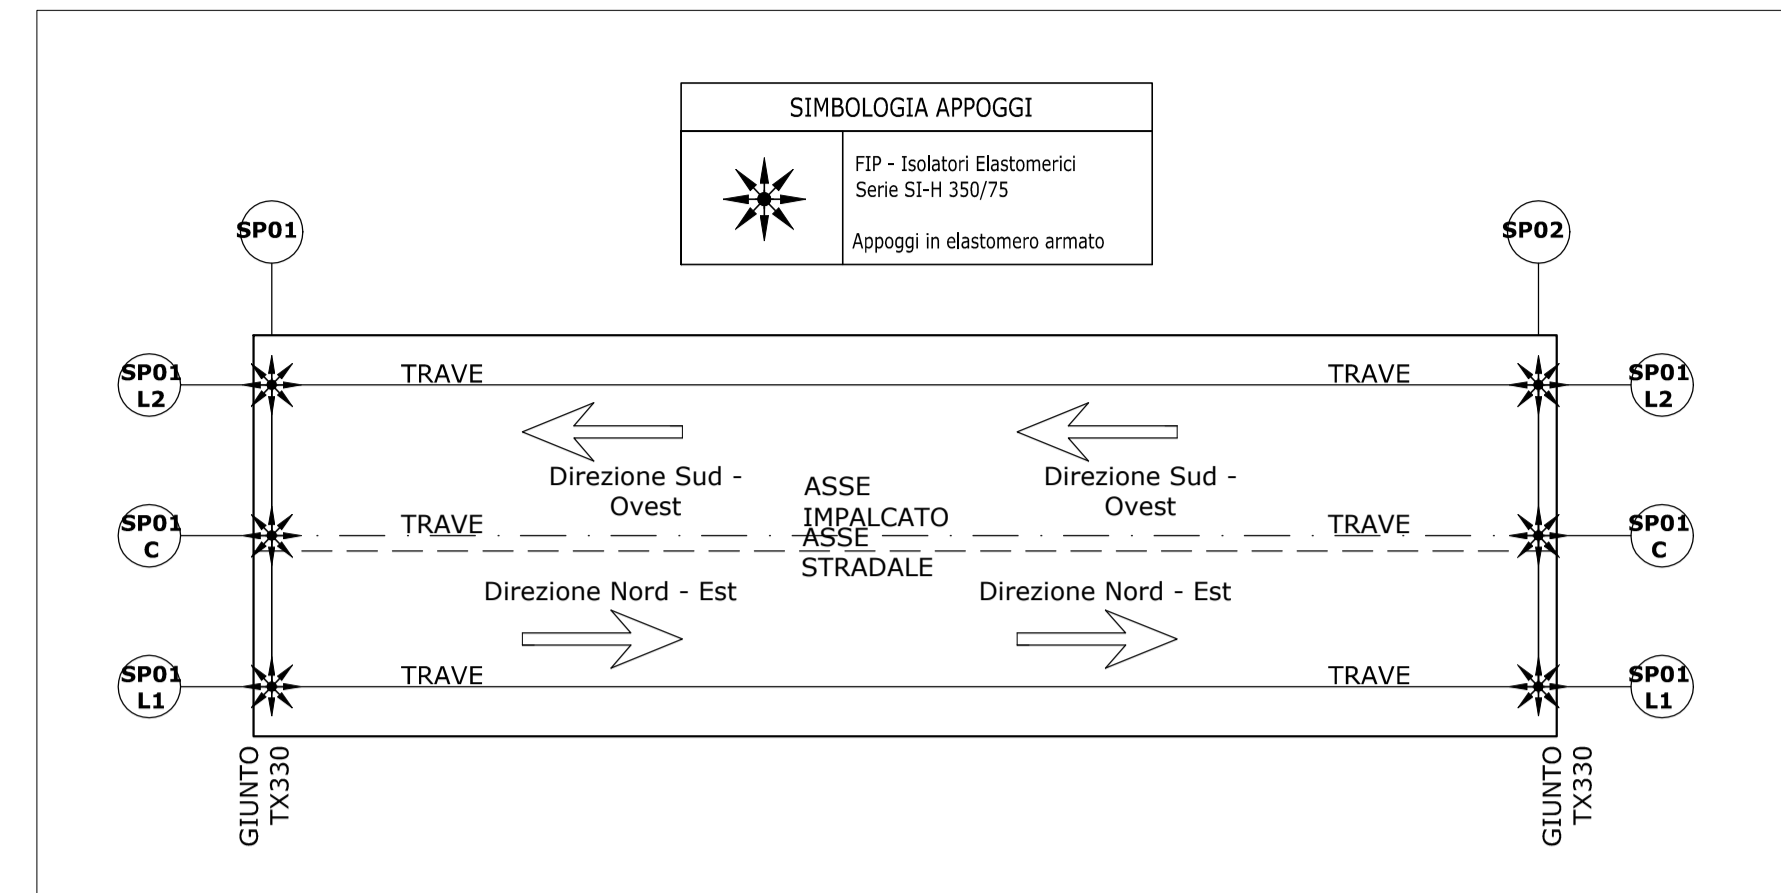 SIMBOLOGIA APPOGGI
FIP - Isolatori Elastomerici
Serie SI-H 350/75
Appoggi in elastomero armato
SP01
SP02
SP01
L2
TRAVE
TRAVE
SP01
L2
Direzione Sud -
Ovest
Direzione Sud -
Ovest
ASSE
IMPALCATO
SP01
C
TRAVE
TRAVE
SP01
C
ASSE
STRADALE
Direzione Nord - Est
Direzione Nord - Est
SP01
L1
TRAVE
TRAVE
SP01
L1
GIUNTO
TX330
GIUNTO
TX330